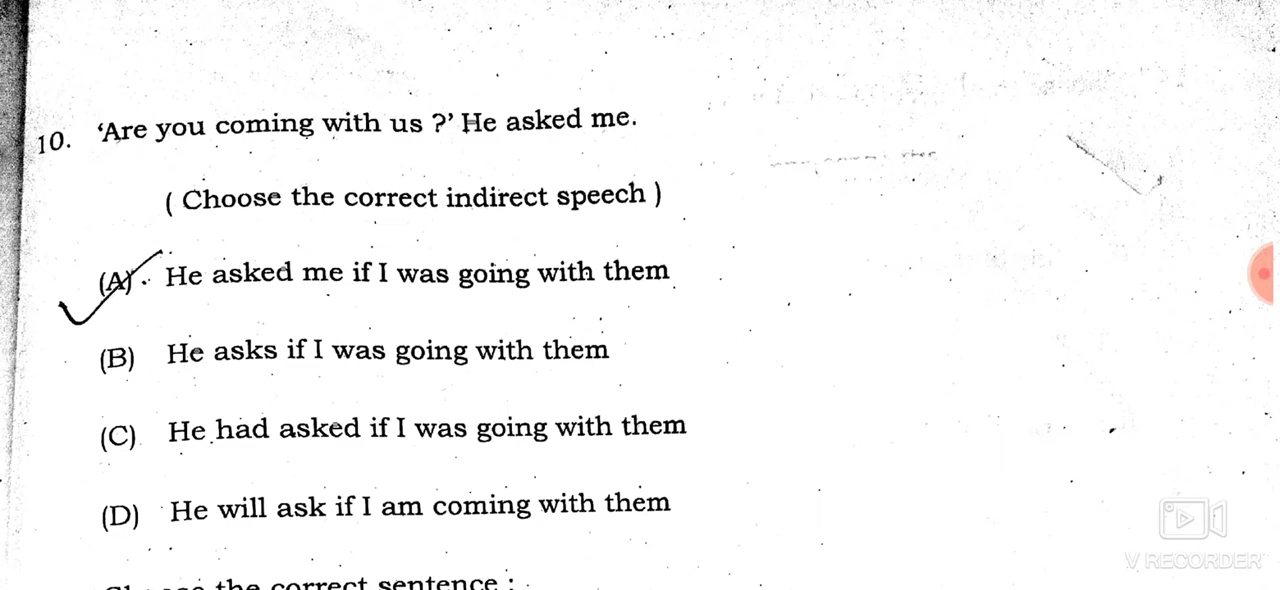 10. ‘Are you coming with us ?’ He asked me.
( Choose the correct indirect speech )
(A) He asked me if I was going with them
(B) He asks if I was going with them
(C) He had asked if I was going with them
(D) He will ask if I am coming with them
the correct sentence :
V RECORDER